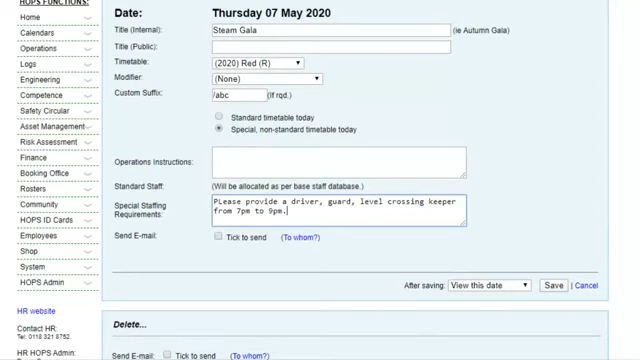 HOPS FUNCTIONS:
Home
Calendars
Operations
Logs
Engineering
Competence
Safety Circular
Asset Management
Risk Assessment
Finance
Booking Office
Rosters
Community
HOPS ID Cards
Employees
Shop
System
HOPS Admin
HR website
Contact HR:
Tel: 0118 321 8752.
HR HOPS Admin:
Date: Thursday 07 May 2020
Title (Internal): Steam Gala (ie Autumn Gala)
Title (Public):
Timetable: (2020) Red (R)
Modifier: (None)
Custom Suffix: /abc (If rqd.)
Standard timetable today
Special, non-standard timetable today
Operations Instructions:
Standard Staff: (Will be allocated as per base staff database.)
Special Staffing Requirements: PLease provide a driver, guard, level crossing keeper
from 7pm to 9pm.
Send E-mail: Tick to send (To whom?)
After saving: View this date Save | Cancel
Delete...
Send E-mail: Tick to send (To whom?)